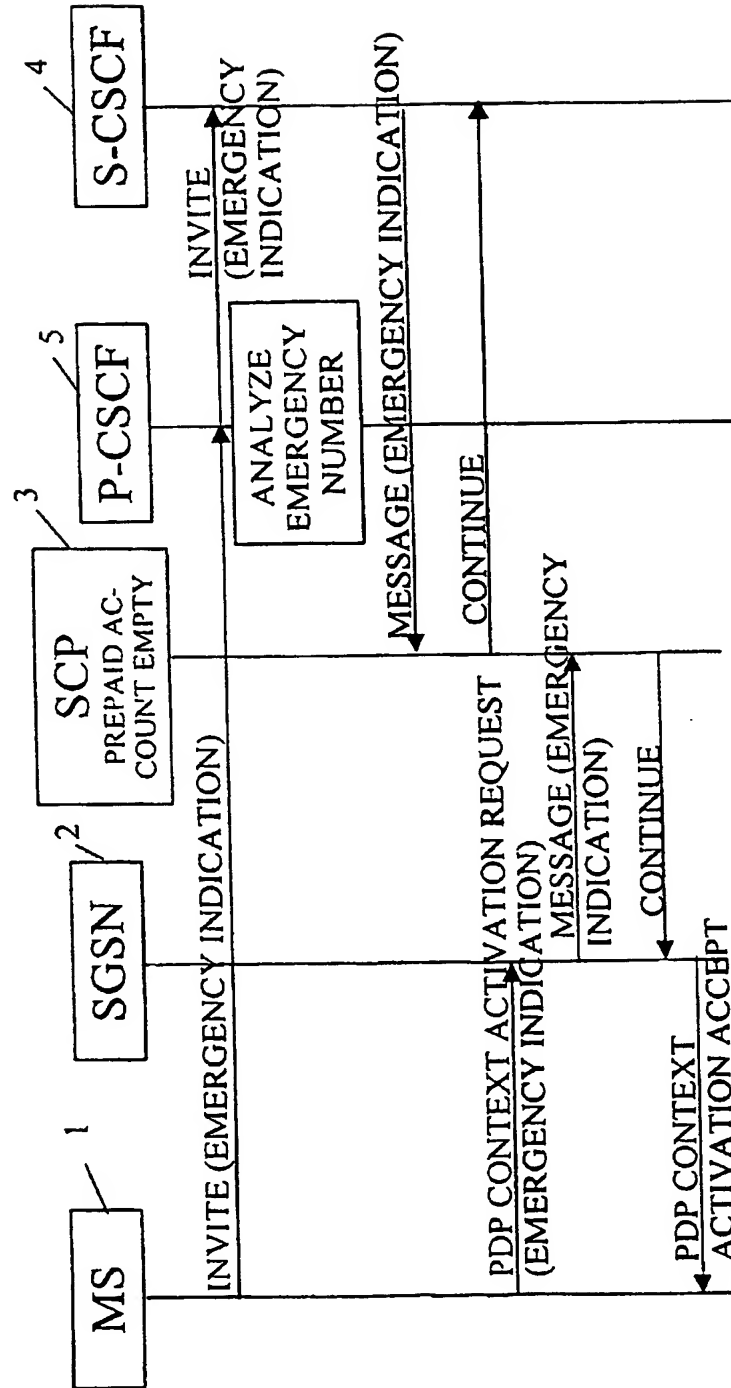 MS
1
SGSN
2
SCP
PREPAID AC-
COUNT EMPTY
3
P-CSCF
5
S-CSCF
4
INVITE (EMERGENCY INDICATION)
INVITE
(EMERGENCY
INDICATION)
ANALYZE
EMERGENCY
NUMBER
MESSAGE (EMERGENCY INDICATION)
CONTINUE
PDP CONTEXT ACTIVATION REQUEST
(EMERGENCY INDICATION)
MESSAGE (EMERGENCY
INDICATION)
CONTINUE
PDP CONTEXT
ACTIVATION ACCEPT